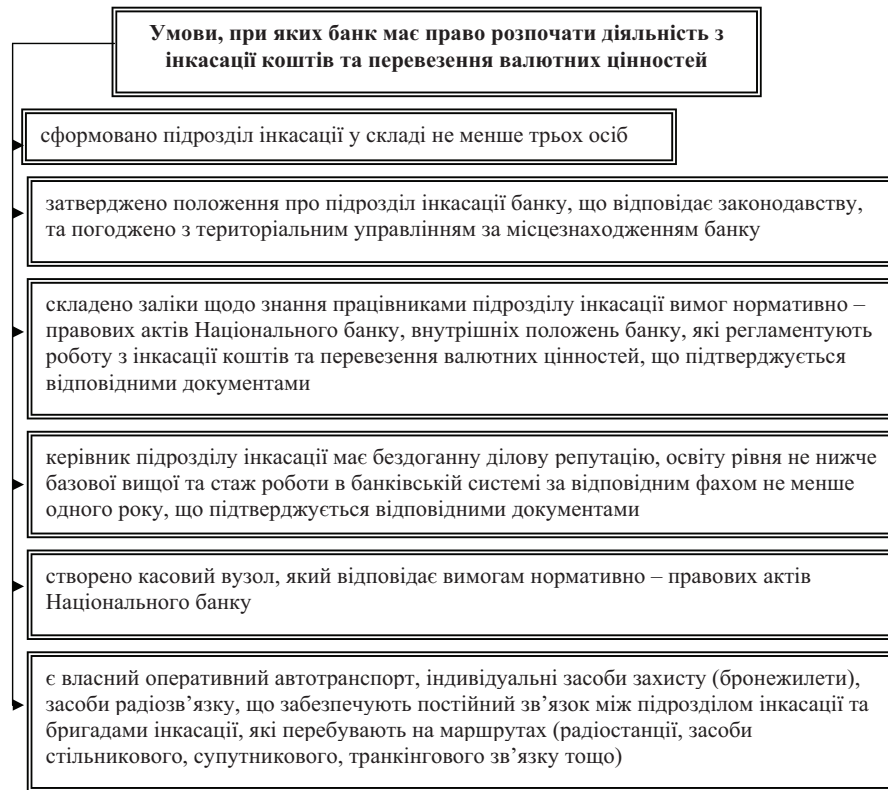 Умови, при яких банк має право розпочати діяльність з
інкасації коштів та перевезення валютних цінностей
сформовано підрозділ інкасації у складі не менше трьох осіб
затверджено положення про підрозділ інкасації банку, що відповідає законодавству,
та погоджено з територіальним управлінням за місцезнаходженням банку
складено заліки щодо знання працівниками підрозділу інкасації вимог нормативно –
правових актів Національного банку, внутрішніх положень банку, які регламентують
роботу з інкасації коштів та перевезення валютних цінностей, що підтверджується
відповідними документами
керівник підрозділу інкасації має бездоганну ділову репутацію, освіту рівня не нижче
базової вищої та стаж роботи в банківській системі за відповідним фахом не менше
одного року, що підтверджується відповідними документами
створено касовий вузол, який відповідає вимогам нормативно – правових актів
Національного банку
є власний оперативний автотранспорт, індивідуальні засоби захисту (бронежилети),
засоби радіозв’язку, що забезпечують постійний зв’язок між підрозділом інкасації та
бригадами інкасації, які перебувають на маршрутах (радіостанції, засоби
стільникового, супутникового, транкінгового зв’язку тощо)